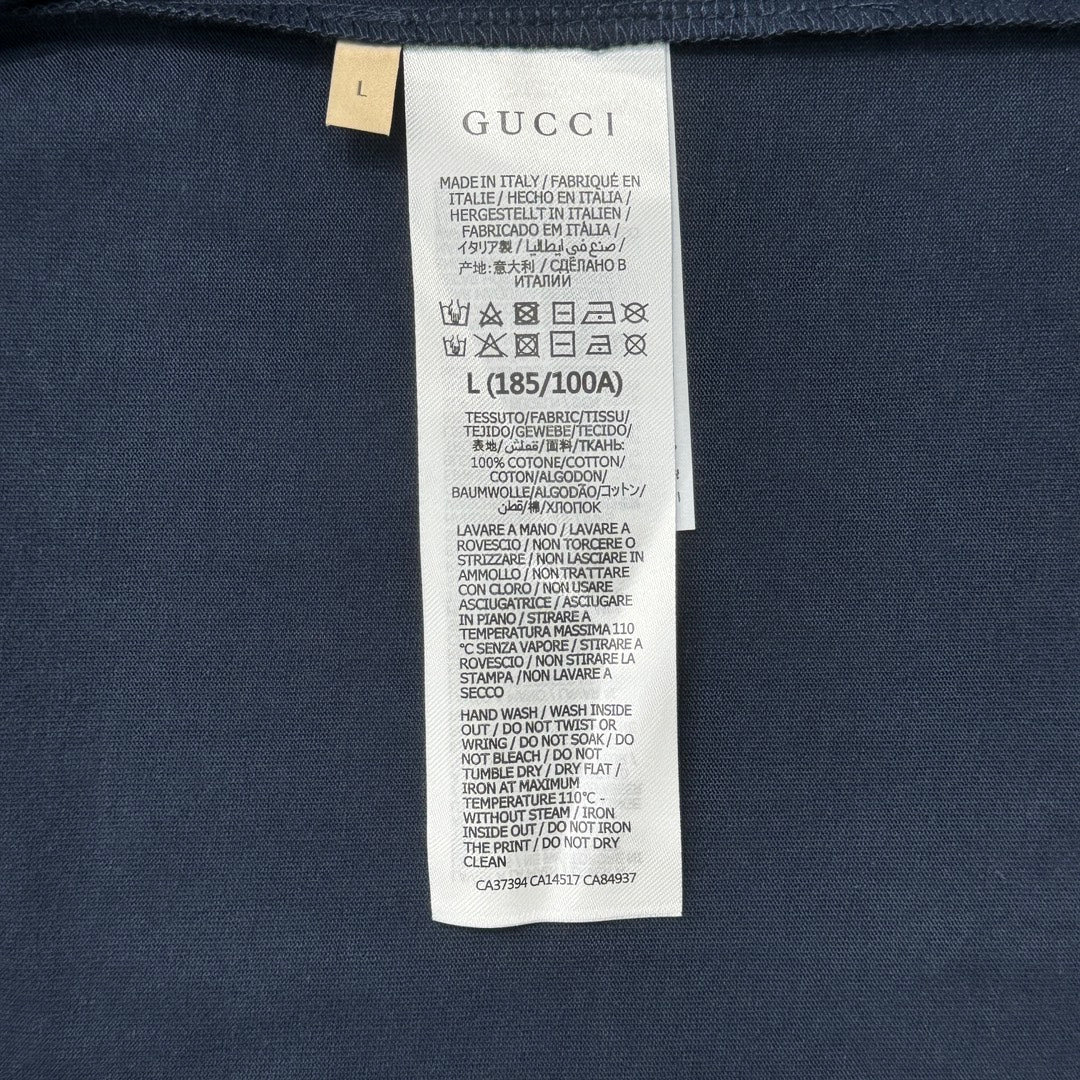 L
GUCCI
MADE IN ITALY / FABRIQUÉ EN
ITALIE / HECHO EN ITALIA /
HERGESTELLT IN ITALIEN /
FABRICADO EM ITÁLIA /
イタリア製 / صنع في ايطاليا /
产地:意大利 / СДЕЛАНО В
ИТАЛИИ
L (185/100A)
TESSUTO/FABRIC/TISSU/
TEJIDO/GEWEBE/TECIDO/
表地/قماش/面料/ТКАНЬ:
100% COTONE/COTTON/
COTON/ALGODON/
BAUMWOLLE/ALGODÃO/コットン/
قطن/棉/ХЛОПОК
LAVARE A MANO / LAVARE A
ROVESCIO / NON TORCERE O
STRIZZARE / NON LASCIARE IN
AMMOLLO / NON TRATTARE
CON CLORO / NON USARE
ASCIUGATRICE / ASCIUGARE
IN PIANO / STIRARE A
TEMPERATURA MASSIMA 110
°C SENZA VAPORE / STIRARE A
ROVESCIO / NON STIRARE LA
STAMPA /NON LAVARE A
SECCO
HAND WASH / WASH INSIDE
OUT / DO NOT TWIST OR
WRING / DO NOT SOAK / DO
NOT BLEACH / DO NOT
TUMBLE DRY / DRY FLAT /
IRON AT MAXIMUM
TEMPERATURE 110°C -
WITHOUT STEAM / IRON
INSIDE OUT / DO NOT IRON
THE PRINT / DO NOT DRY
CLEAN
CA37394 CA14517 CA84937